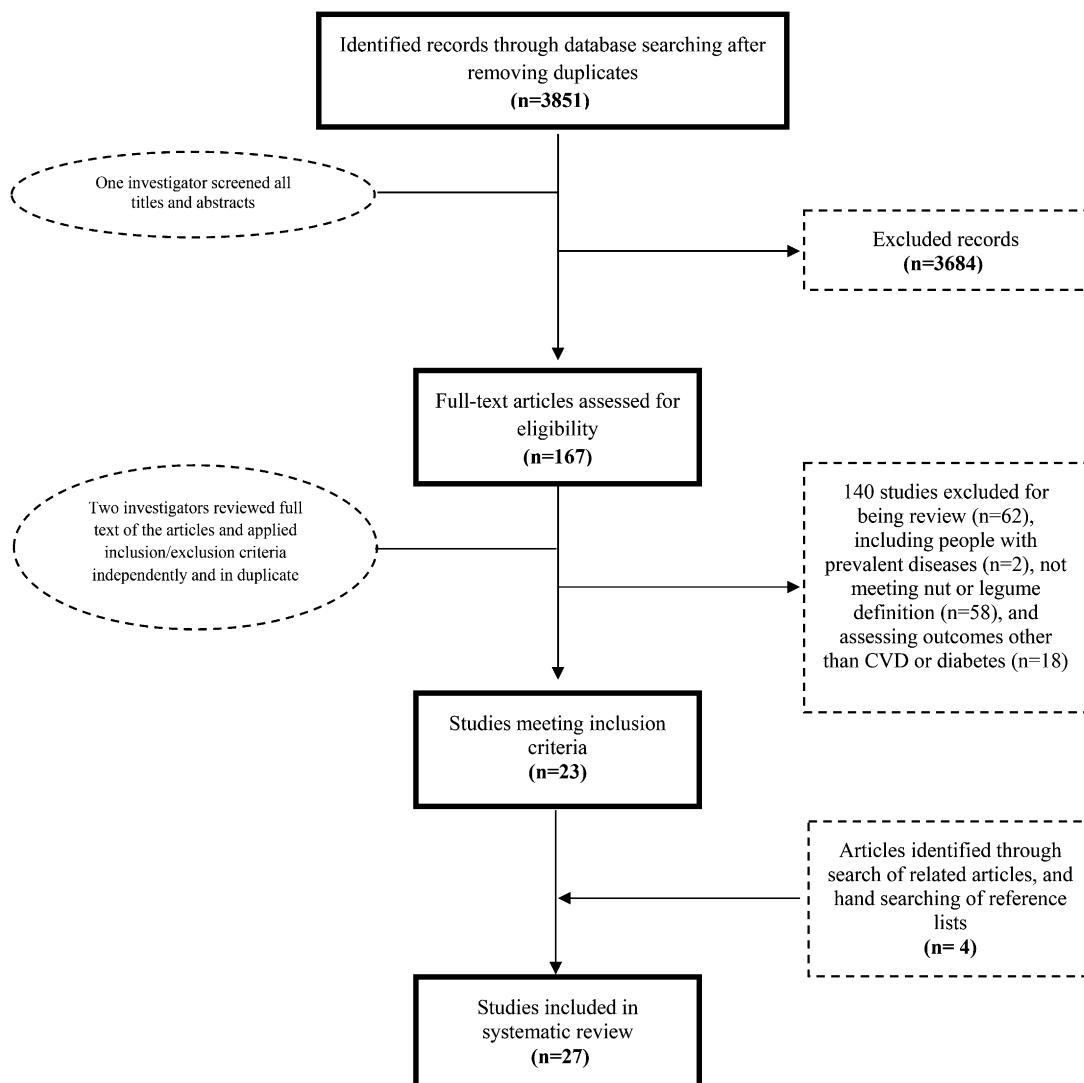 Identified records through database searching after
removing duplicates
(n=3851)
One investigator screened all
titles and abstracts
Excluded records
(n=3684)
Full-text articles assessed for
eligibility
(n=167)
Two investigators reviewed full
text of the articles and applied
inclusion/exclusion criteria
independently and in duplicate
140 studies excluded for
being review (n=62),
including people with
prevalent diseases (n=2), not
meeting nut or legume
definition (n=58), and
assessing outcomes other
than CVD or diabetes (n=18)
Studies meeting inclusion
criteria
(n=23)
Articles identified through
search of related articles, and
hand searching of reference
lists
(n= 4)
Studies included in
systematic review
(n=27)